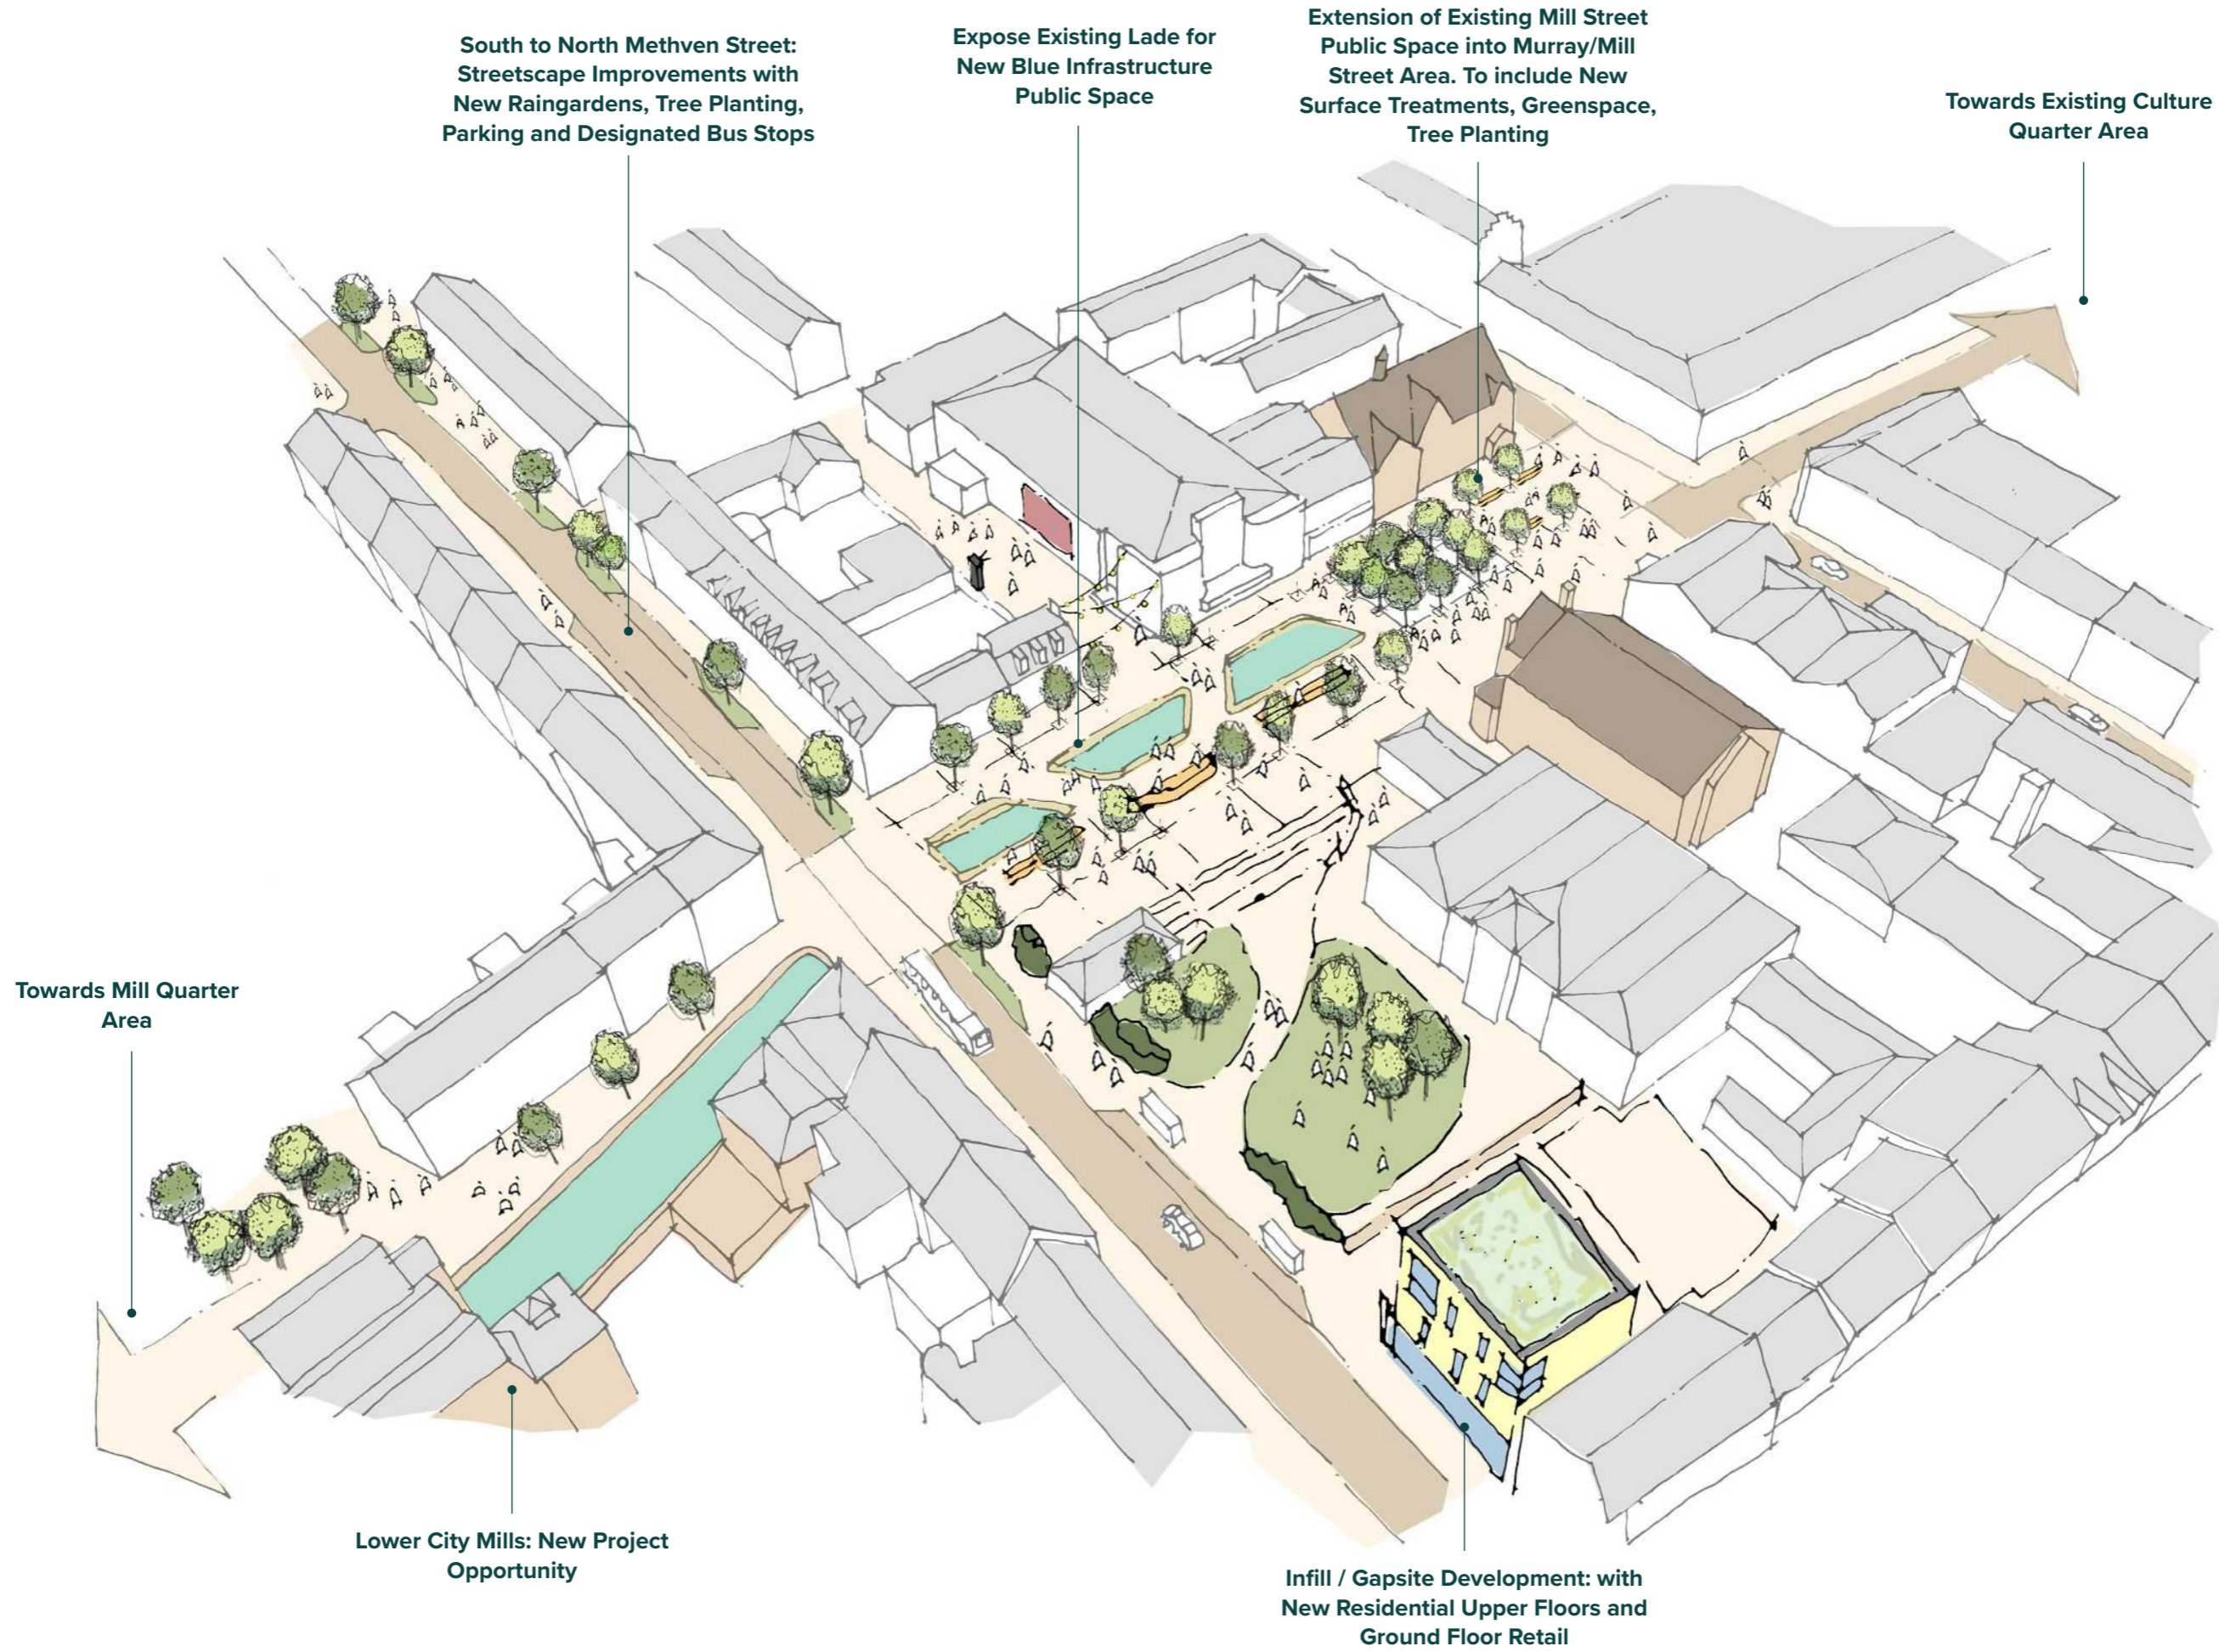 South to North Methven Street:
Streetscape Improvements with
New Raingardens, Tree Planting,
Parking and Designated Bus Stops
Expose Existing Lade for
New Blue Infrastructure
Public Space
Extension of Existing Mill Street
Public Space into Murray/Mill
Street Area. To include New
Surface Treatments, Greenspace,
Tree Planting
Towards Existing Culture
Quarter Area
Towards Mill Quarter
Area
Lower City Mills: New Project
Opportunity
Infill / Gapsite Development: with
New Residential Upper Floors and
Ground Floor Retail